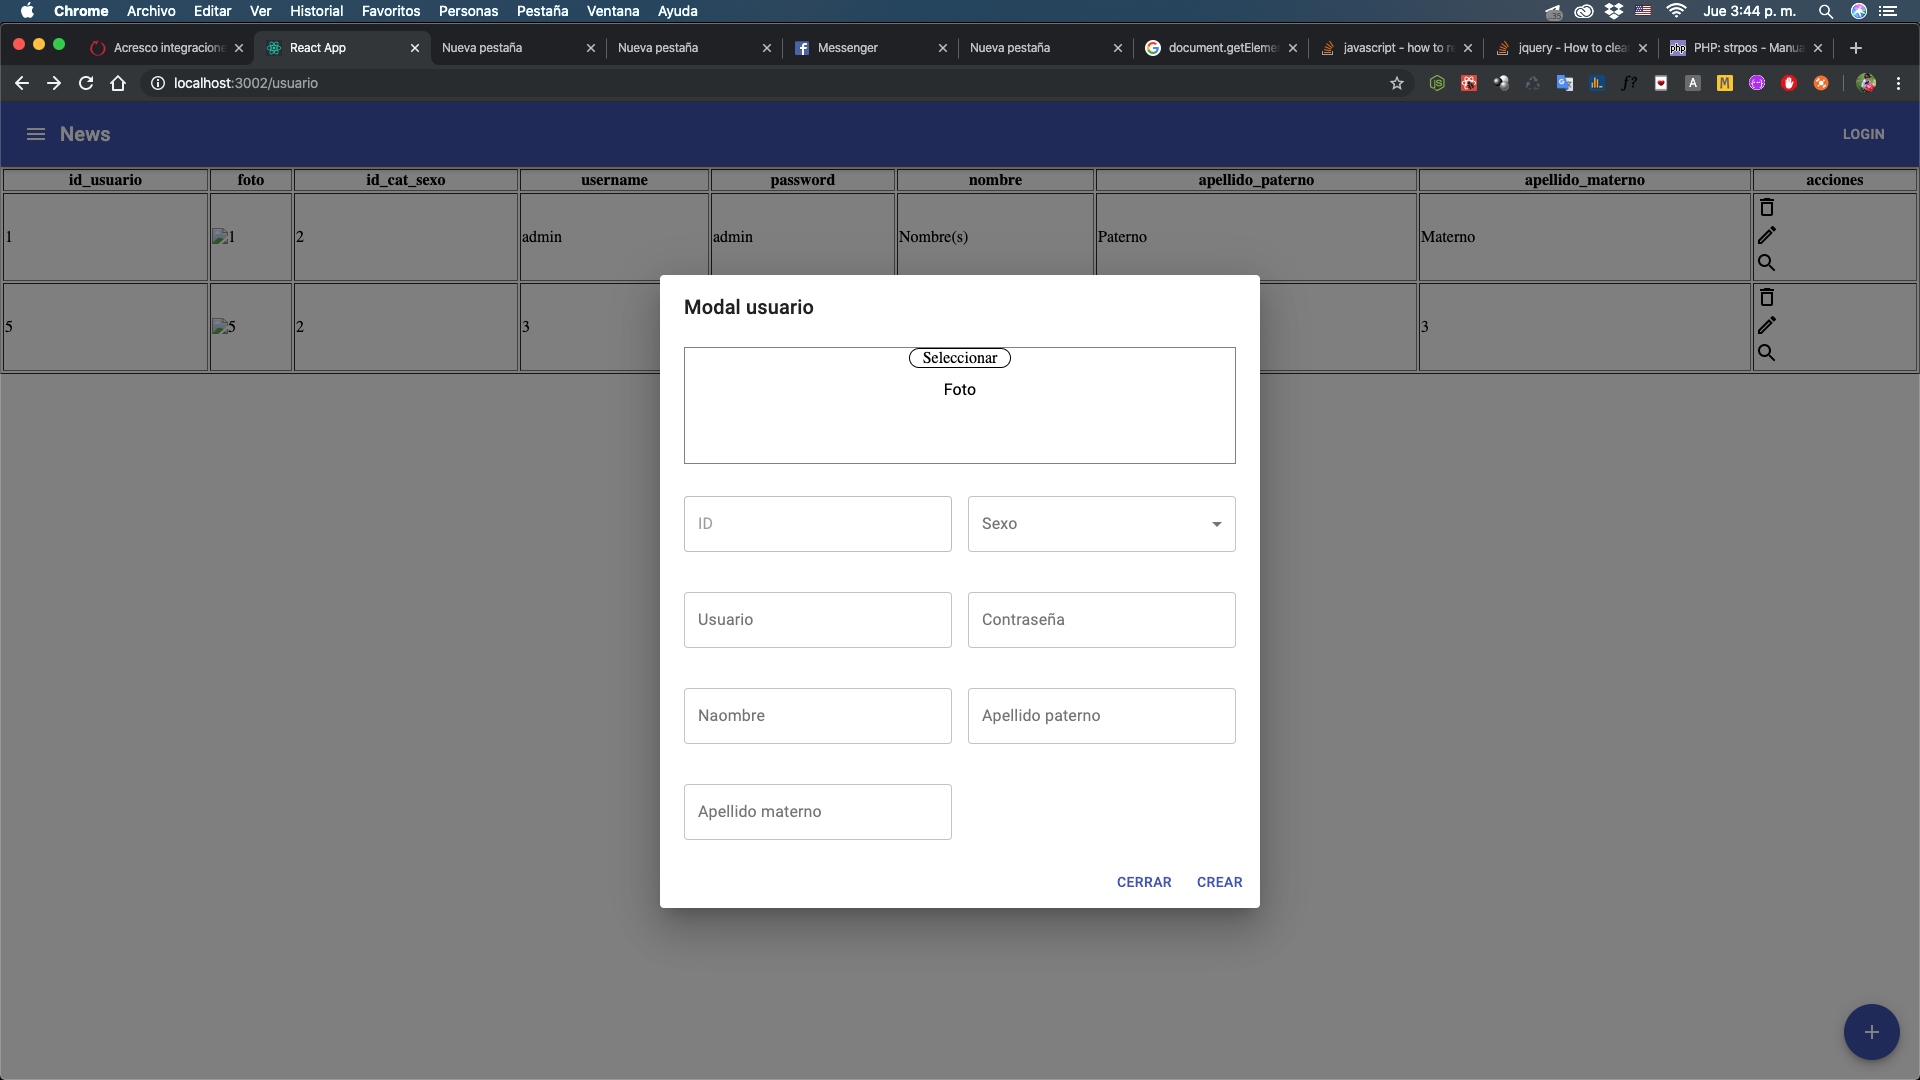 Chrome Archivo Editar Ver Historial Favoritos Personas Pestaña Ventana Ayuda Jue 3:44 p. m.
Acresco integracione React App Nueva pestaña Nueva pestaña Messenger Nueva pestaña document.getEleme javascript - how to r jquery - How to clea PHP: strpos - Manua
localhost:3002/usuario
News LOGIN
id_usuario foto id_cat_sexo username password nombre apellido_paterno apellido_materno acciones
1 1 2 admin admin Nombre(s) Paterno Materno
5 5 2 3 3
Modal usuario
Seleccionar
Foto
ID Sexo
Usuario Contraseña
Naombre Apellido paterno
Apellido materno
CERRAR CREAR